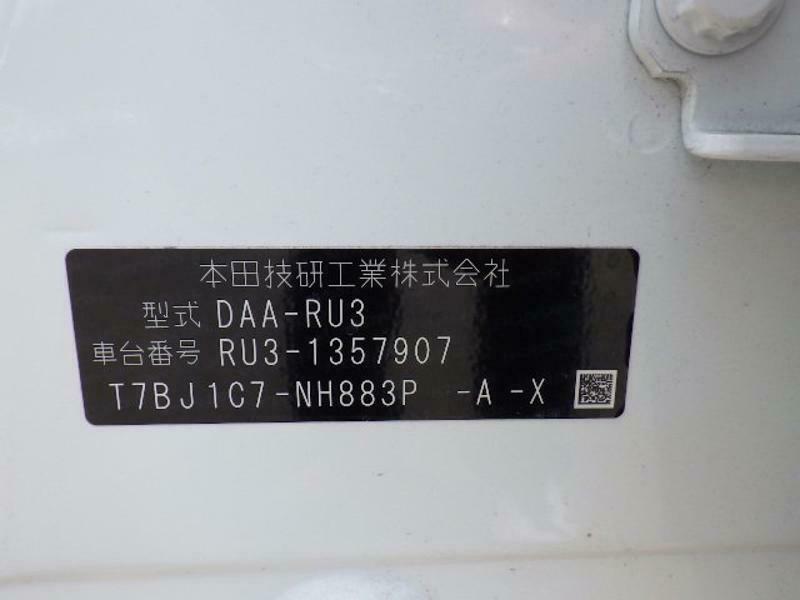 本田技研工業株式会社
型式 DAA-RU3
車台番号 RU3-1357907
T7BJ1C7-NH883P -A -X